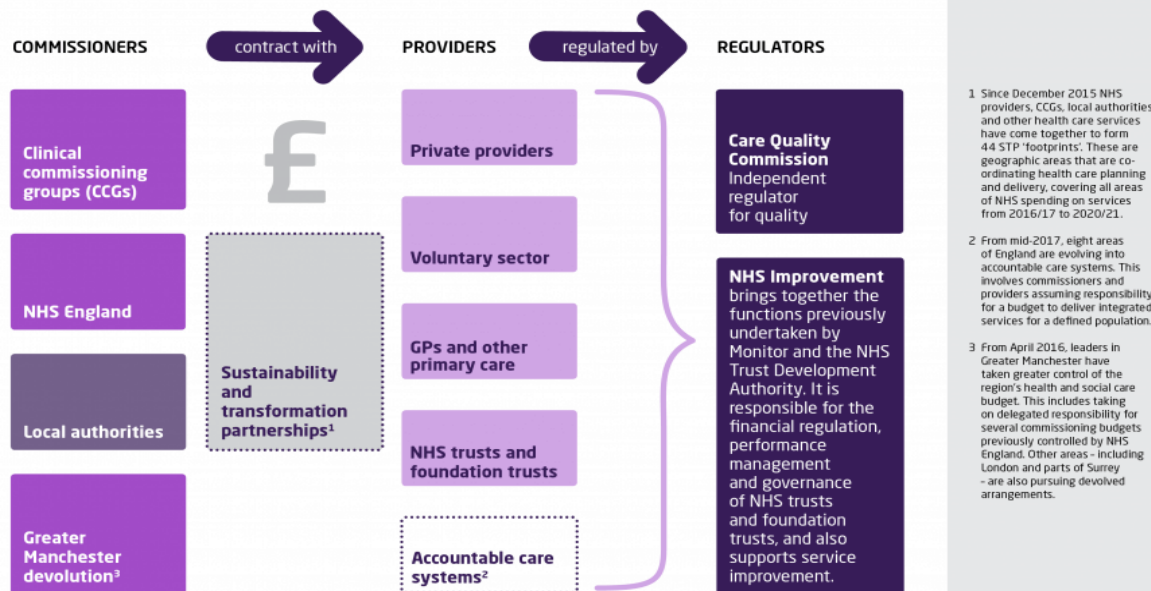 COMMISSIONERS
contract with
PROVIDERS
regulated by
REGULATORS
Clinical
commissioning
groups (CCGs)
NHS England
Local authorities
Greater
Manchester
devolution³
£
Sustainability
and
transformation
partnerships¹
Private providers
Voluntary sector
GPs and other
primary care
NHS trusts and
foundation trusts
Accountable care
systems²
Care Quality
Commission
Independent
regulator
for quality
NHS Improvement
brings together the
functions previously
undertaken by
Monitor and the NHS
Trust Development
Authority. It is
responsible for the
financial regulation,
performance
management
and governance
of NHS trusts
and foundation
trusts, and also
supports service
improvement.
1 Since December 2015 NHS
providers, CCGs, local authorities
and other health care services
have come together to form
44 STP 'footprints'. These are
geographic areas that are co-
ordinating health care planning
and delivery, covering all areas
of NHS spending on services
from 2016/17 to 2020/21.
2 From mid-2017, eight areas
of England are evolving into
accountable care systems. This
involves commissioners and
providers assuming responsibility
for a budget to deliver integrated
services for a defined population.
3 From April 2016, leaders in
Greater Manchester have
taken greater control of the
region's health and social care
budget. This includes taking
on delegated responsibility for
several commissioning budgets
previously controlled by NHS
England. Other areas – including
London and parts of Surrey
– are also pursuing devolved
arrangements.